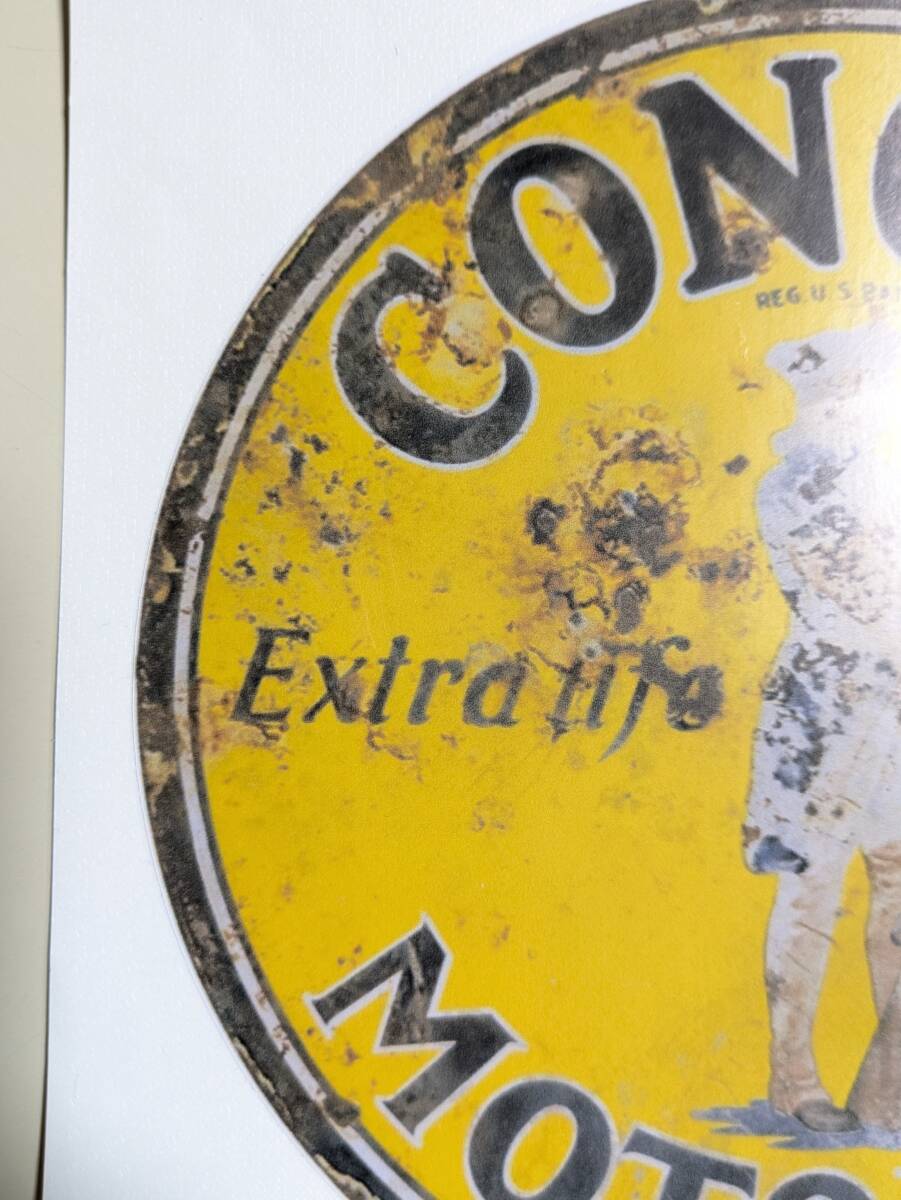 CONO
REG. U.S. Pat
Extra life
MOTO